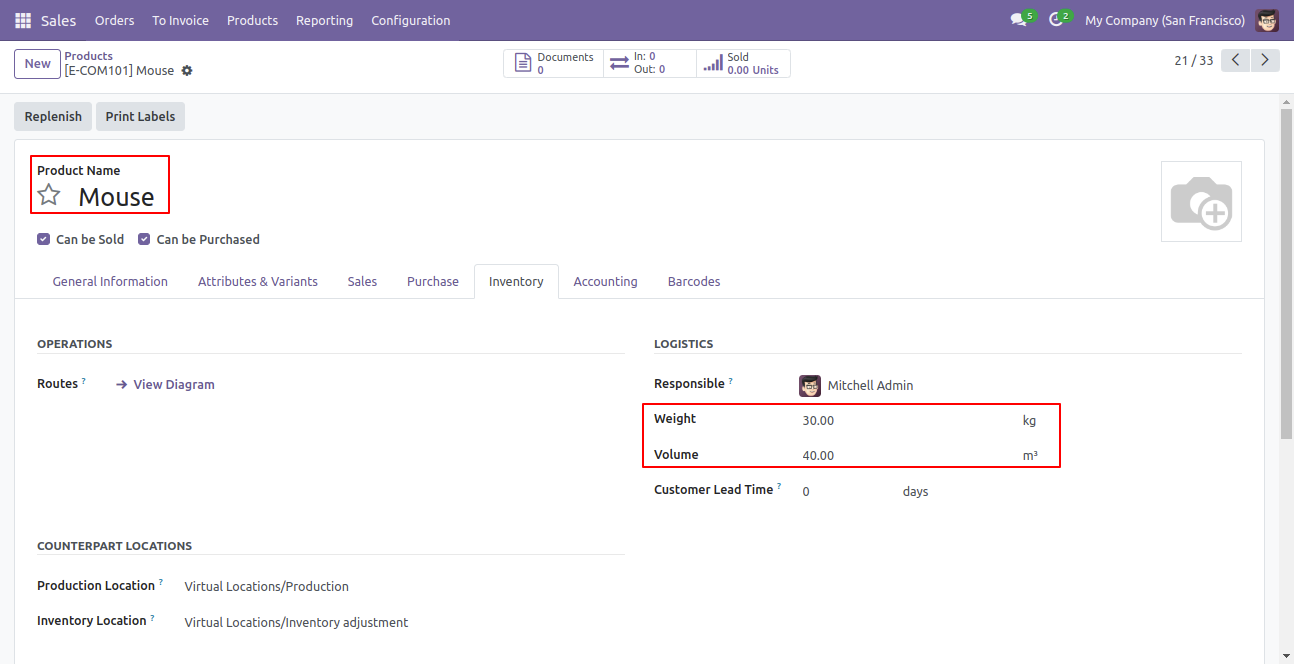 Sales Orders To Invoice Products Reporting Configuration 5 2 My Company (San Francisco)
New Products Documents In: 0 Sold 21 / 33
[E-COM101] Mouse 0 Out: 0 0.00 Units
Replenish Print Labels
Product Name
Mouse
Can be Sold Can be Purchased
General Information Attributes & Variants Sales Purchase Inventory Accounting Barcodes
OPERATIONS LOGISTICS
Routes ? → View Diagram Responsible ? Mitchell Admin
Weight 30.00 kg
Volume 40.00 m³
Customer Lead Time ? 0 days
COUNTERPART LOCATIONS
Production Location ? Virtual Locations/Production
Inventory Location ? Virtual Locations/Inventory adjustment